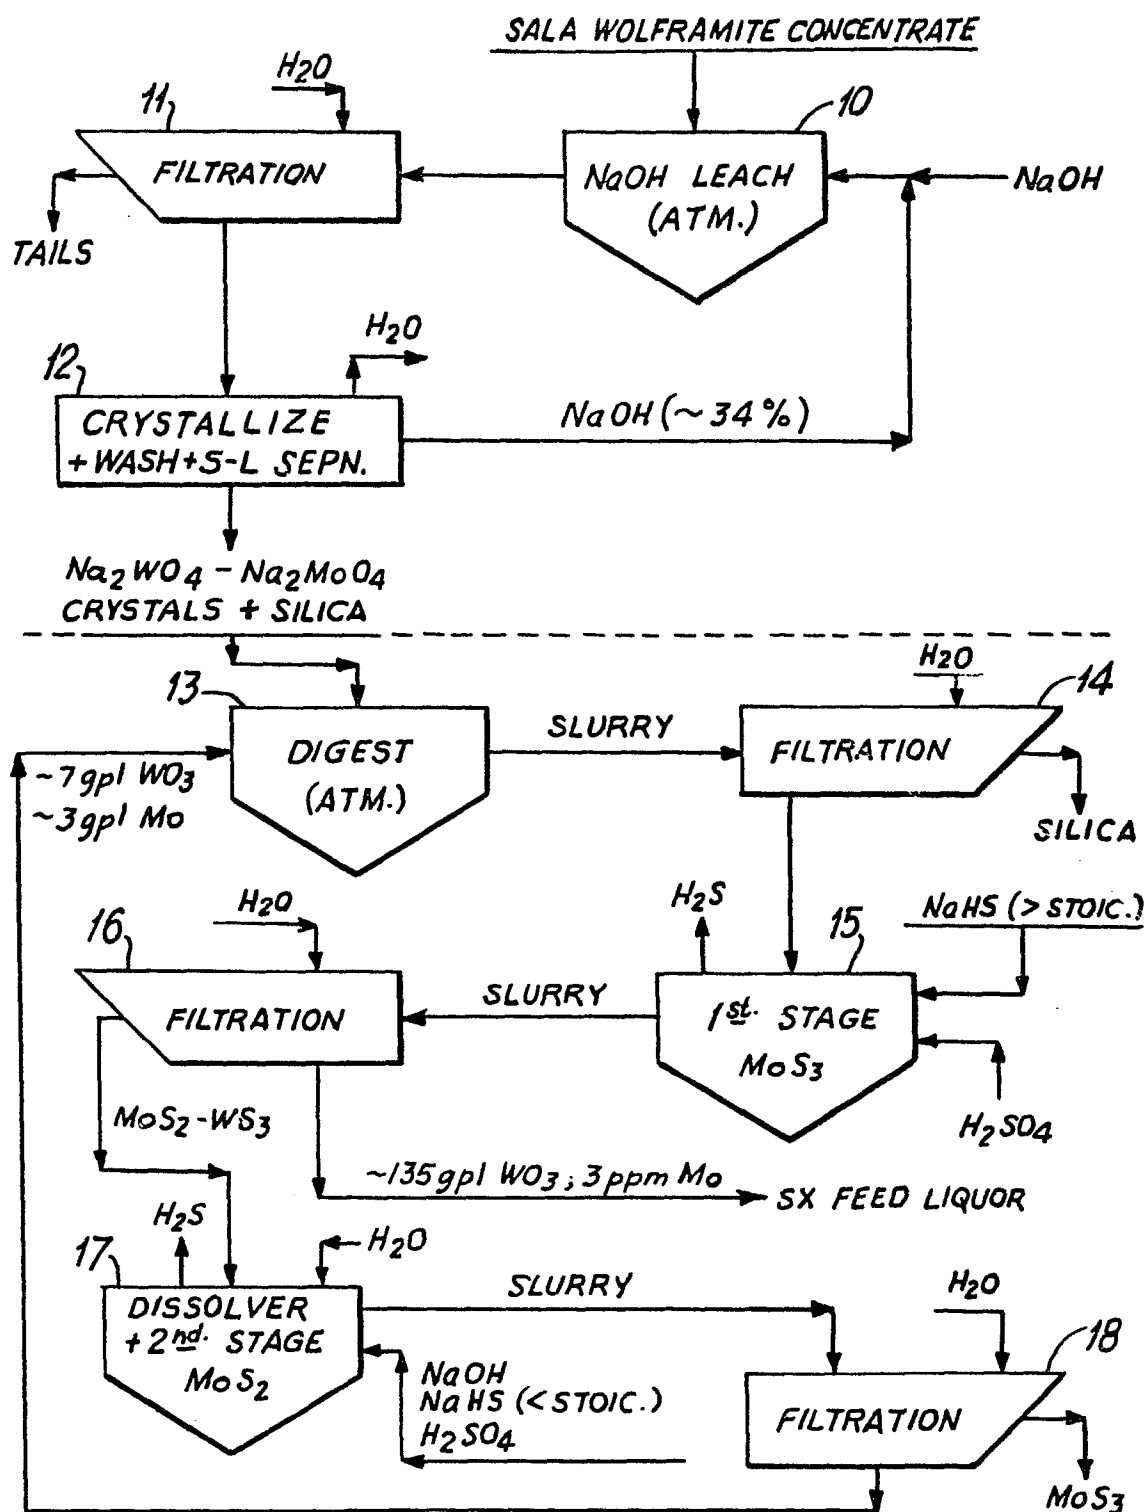 SALA WOLFRAMITE CONCENTRATE
H2O
11
10
FILTRATION
NaOH LEACH
(ATM.)
NaOH
TAILS
H2O
12
CRYSTALLIZE
+ WASH + S-L SEPN.
NaOH (~34%)
Na2WO4 - Na2MoO4
CRYSTALS + SILICA
13
H2O
14
DIGEST
(ATM.)
SLURRY
FILTRATION
~7gpl WO3
~3gpl Mo
SILICA
H2O
16
H2S
15
NaHS (> STOIC.)
FILTRATION
SLURRY
1st. STAGE
MoS3
H2SO4
MoS2-WS3
~135gpl WO3; 3ppm Mo
SX FEED LIQUOR
H2S
17
H2O
DISSOLVER
+ 2nd. STAGE
MoS2
SLURRY
H2O
18
NaOH
NaHS (< STOIC.)
H2SO4
FILTRATION
MoS3